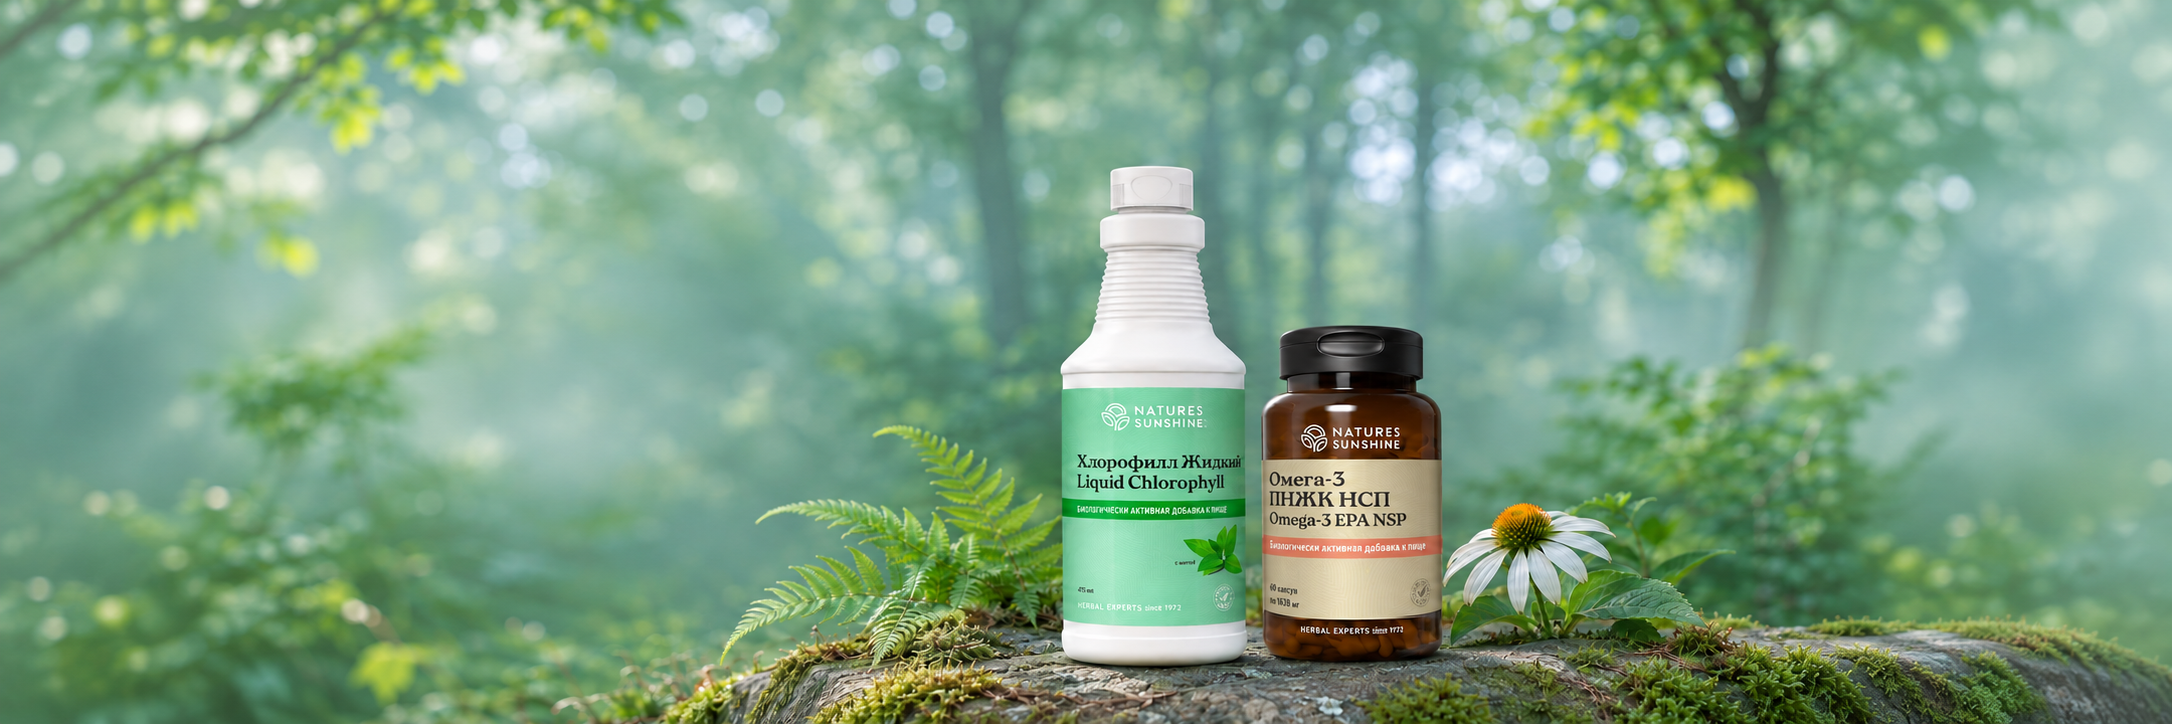 NATURES
SUNSHINE
Хлорофилл Жидкий
Liquid Chlorophyll
БИОЛОГИЧЕСКИ АКТИВНАЯ ДОБАВКА К ПИЩЕ
с мятой
475 мл
HERBAL EXPERTS since 1972
NATURES
SUNSHINE
Омега-3
ПНЖК НСП
Omega-3 EPA NSP
Биологически активная добавка к пище
60 капсул
по 1638 мг
HERBAL EXPERTS since 1972